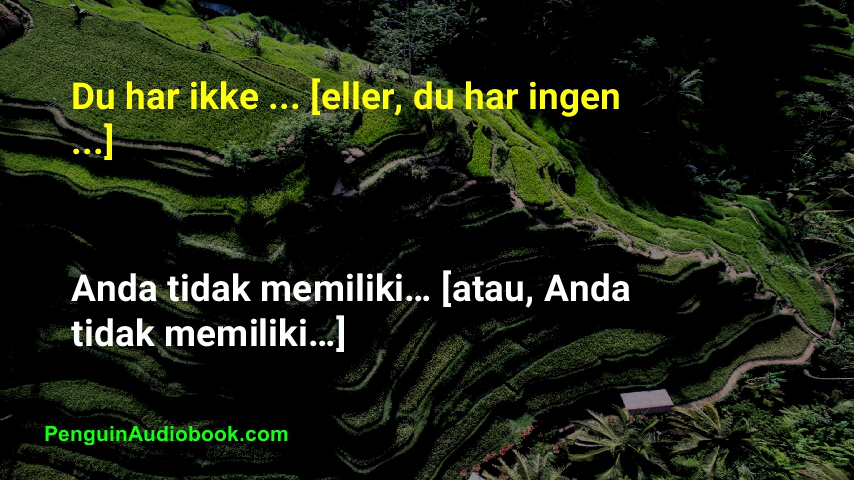 Du har ikke ... [eller, du har ingen
...]
Anda tidak memiliki… [atau, Anda
tidak memiliki…]
PenguinAudiobook.com